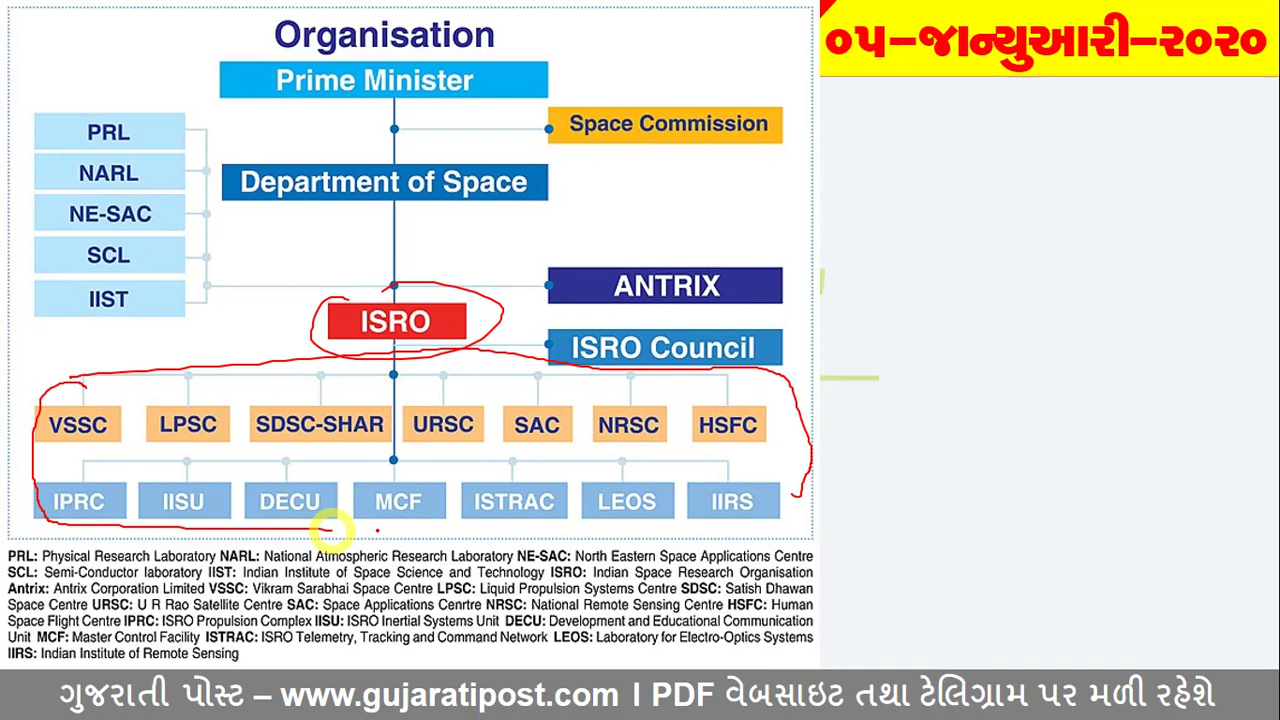 Organisation
૦૫-જાન્યુઆરી-૨૦૨૦
Prime Minister
Space Commission
PRL
NARL
Department of Space
NE-SAC
SCL
IIST
ANTRIX
ISRO
ISRO Council
VSSC LPSC SDSC-SHAR URSC SAC NRSC HSFC
IPRC IISU DECU MCF ISTRAC LEOS IIRS
PRL: Physical Research Laboratory NARL: National Atmospheric Research Laboratory NE-SAC: North Eastern Space Applications Centre
SCL: Semi-Conductor laboratory IIST: Indian Institute of Space Science and Technology ISRO: Indian Space Research Organisation
Antrix: Antrix Corporation Limited VSSC: Vikram Sarabhai Space Centre LPSC: Liquid Propulsion Systems Centre SDSC: Satish Dhawan
Space Centre URSC: U R Rao Satellite Centre SAC: Space Applications Cenrtre NRSC: National Remote Sensing Centre HSFC: Human
Space Flight Centre IPRC: ISRO Propulsion Complex IISU: ISRO Inertial Systems Unit DECU: Development and Educational Communication
Unit MCF: Master Control Facility ISTRAC: ISRO Telemetry, Tracking and Command Network LEOS: Laboratory for Electro-Optics Systems
IIRS: Indian Institute of Remote Sensing
ગુજરાતી પોસ્ટ – www.gujaratipost.com I PDF વેબસાઇટ તથા ટેલિગ્રામ પર મળી રહેશે